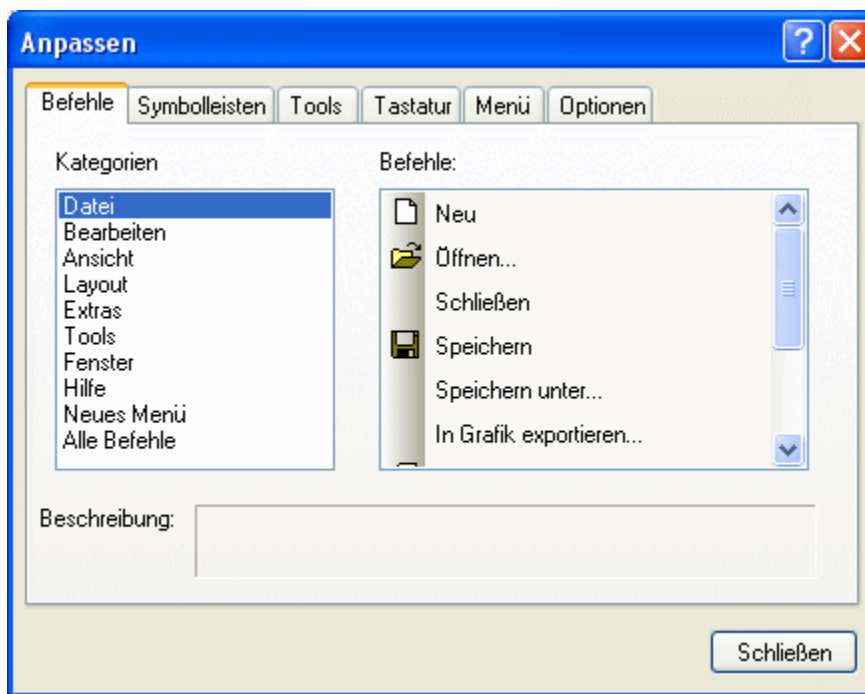 Anpassen
Befehle Symbolleisten Tools Tastatur Menü Optionen
Kategorien
Datei
Bearbeiten
Ansicht
Layout
Extras
Tools
Fenster
Hilfe
Neues Menü
Alle Befehle
Befehle:
Neu
Öffnen...
Schließen
Speichern
Speichern unter...
In Grafik exportieren...
Beschreibung:
Schließen